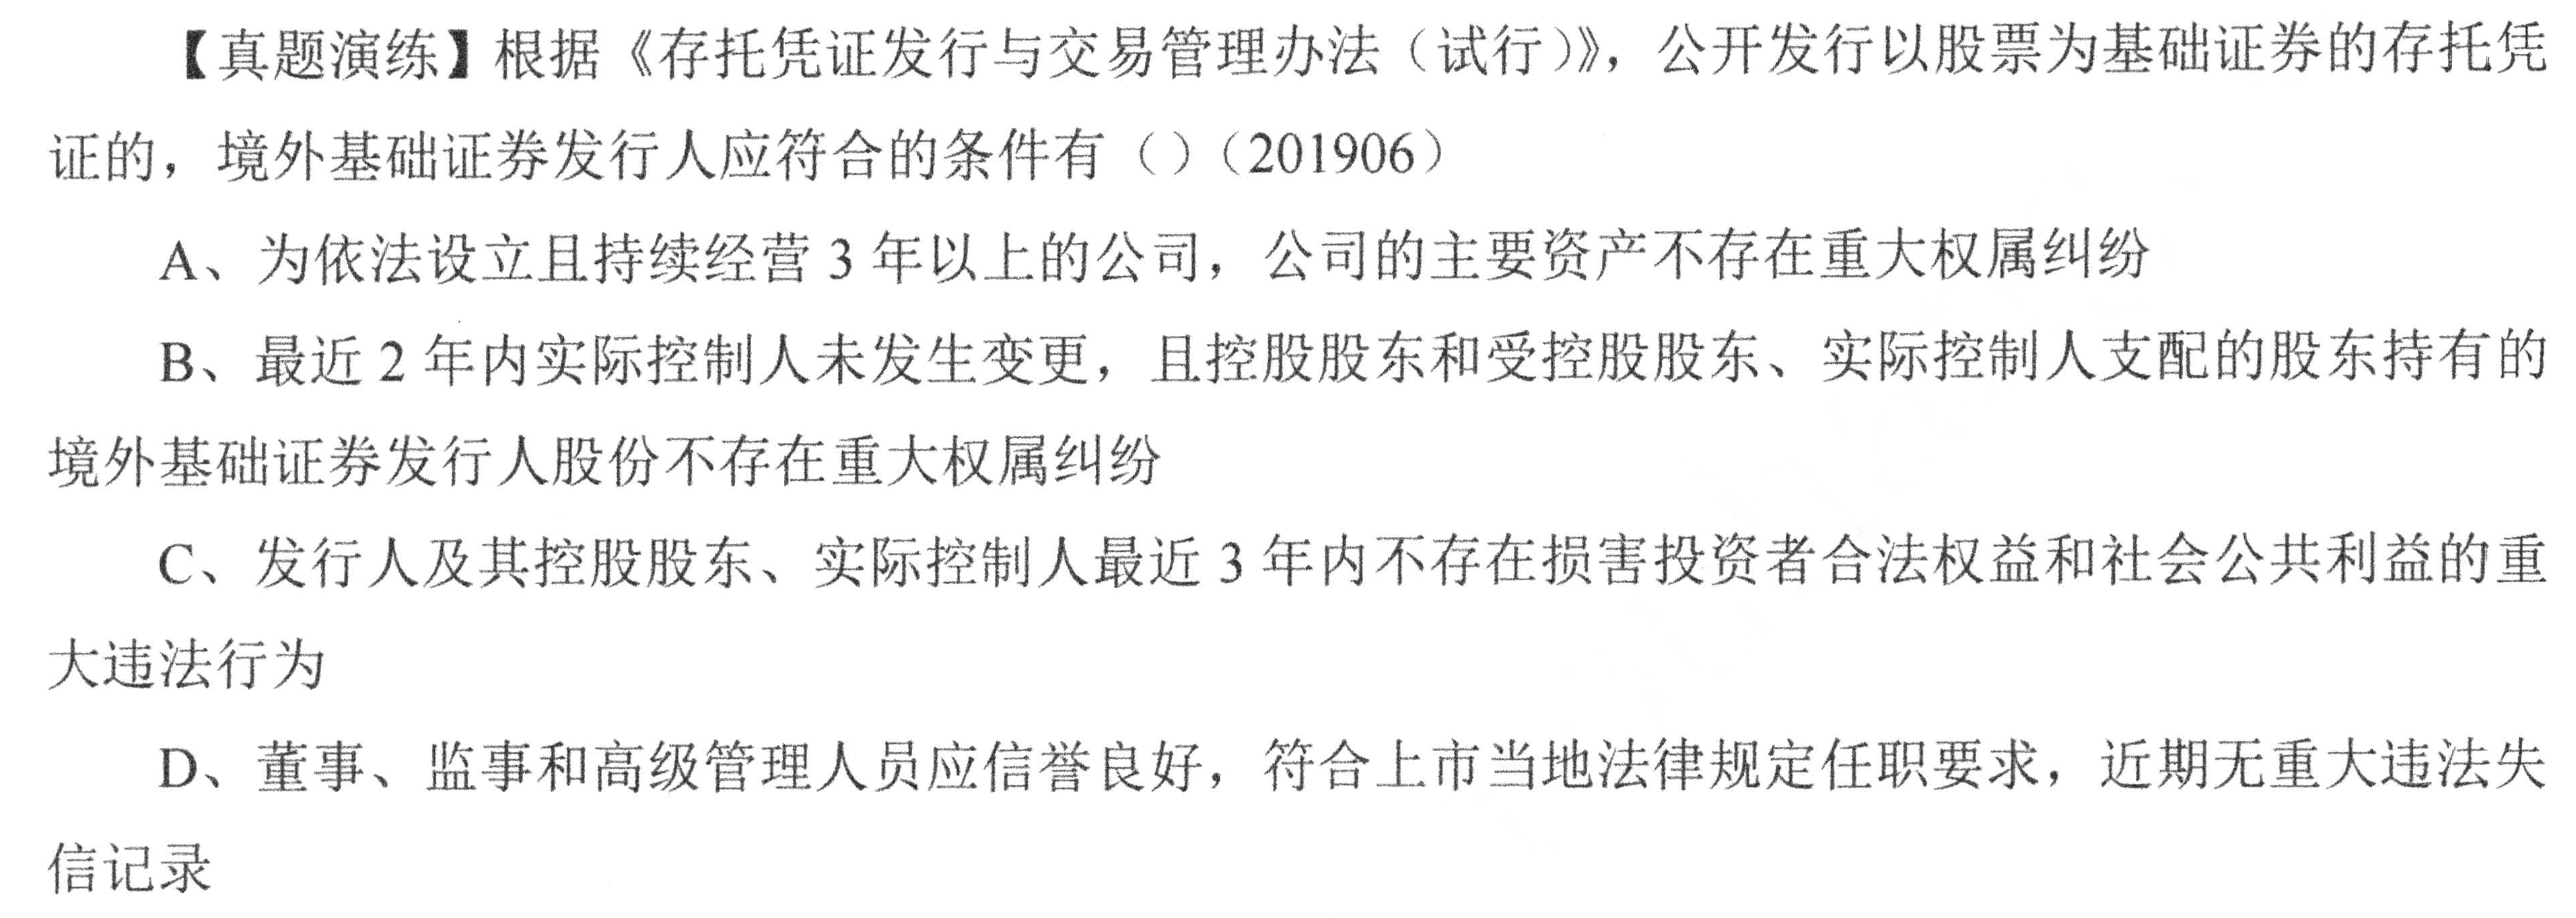 【真题演练】根据《存托凭证发行与交易管理办法（试行）》，公开发行以股票为基础证券的存托凭
证的，境外基础证券发行人应符合的条件有（）（201906）
A、为依法设立且持续经营 3 年以上的公司，公司的主要资产不存在重大权属纠纷
B、最近 2 年内实际控制人未发生变更，且控股股东和受控股股东、实际控制人支配的股东持有的
境外基础证券发行人股份不存在重大权属纠纷
C、发行人及其控股股东、实际控制人最近 3 年内不存在损害投资者合法权益和社会公共利益的重
大违法行为
D、董事、监事和高级管理人员应信誉良好，符合上市当地法律规定任职要求，近期无重大违法失
信记录